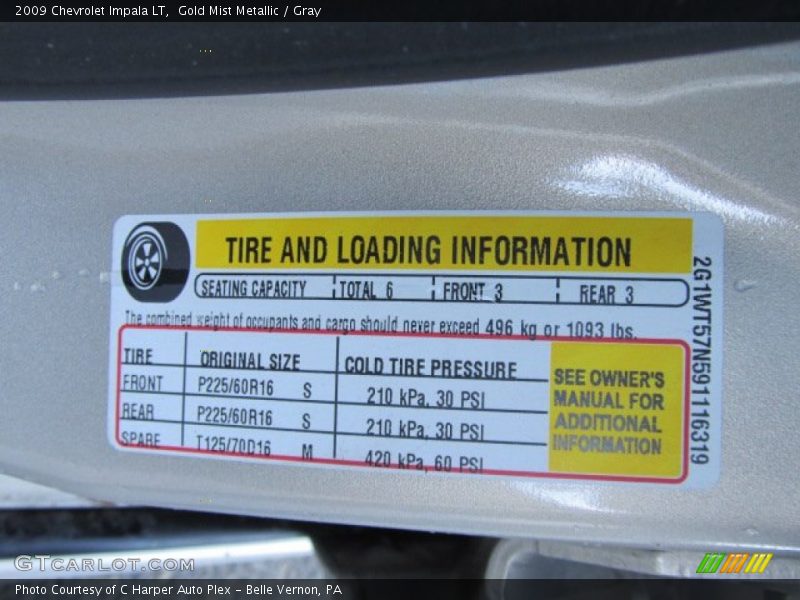 2009 Chevrolet Impala LT, Gold Mist Metallic / Gray
TIRE AND LOADING INFORMATION
SEATING CAPACITY TOTAL 6 FRONT 3 REAR 3
The combined weight of occupants and cargo should never exceed 496 kg or 1093 lbs.
TIRE ORIGINAL SIZE COLD TIRE PRESSURE
FRONT P225/60R16 S 210 kPa, 30 PSI
REAR P225/60R16 S 210 kPa, 30 PSI
SPARE T125/70D16 M 420 kPa, 60 PSI
SEE OWNER'S
MANUAL FOR
ADDITIONAL
INFORMATION
2G1WT57N591116319
GTCARLOT.COM
Photo Courtesy of C Harper Auto Plex - Belle Vernon, PA